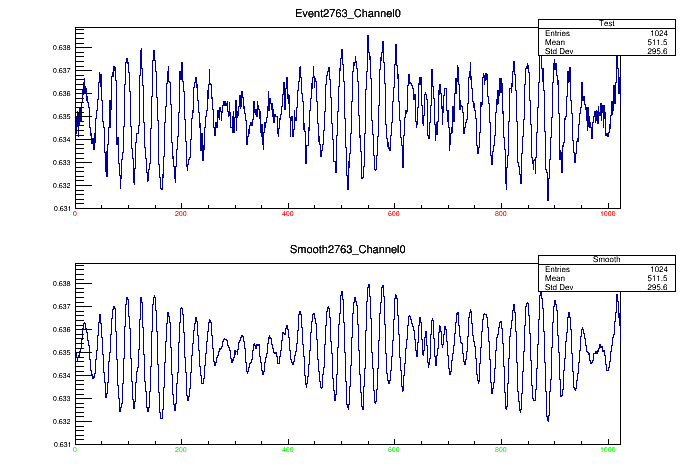 Event2763_Channel0
Test
Entries 1024
Mean 511.5
Std Dev 295.6
0.638
0.637
0.636
0.635
0.634
0.633
0.632
0.631
0 200 400 600 800 1000
Smooth2763_Channel0
Smooth
Entries 1024
Mean 511.5
Std Dev 295.6
0.638
0.637
0.636
0.635
0.634
0.633
0.632
0.631
0 200 400 600 800 1000